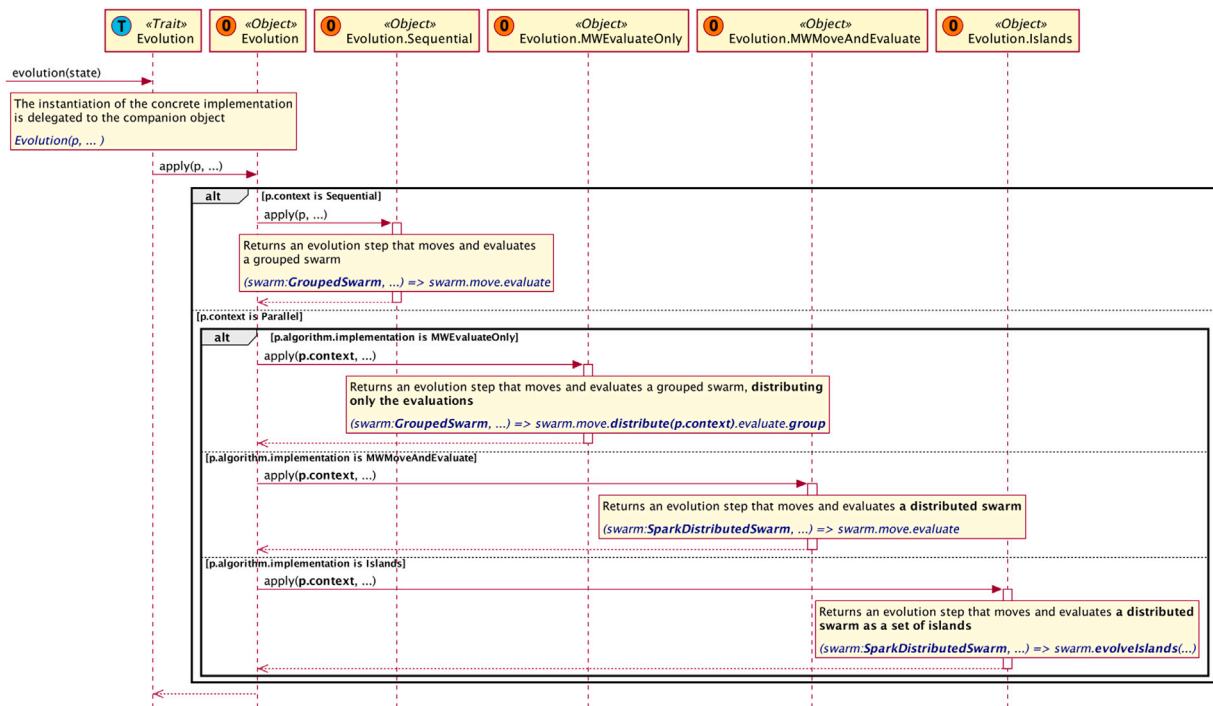 T «Trait»
Evolution
O «Object»
Evolution
O «Object»
Evolution.Sequential
O «Object»
Evolution.MWEvaluateOnly
O «Object»
Evolution.MWMoveAndEvaluate
O «Object»
Evolution.Islands
evolution(state)
The instantiation of the concrete implementation
is delegated to the companion object
Evolution(p, ... )
apply(p, ...)
alt [p.context is Sequential]
apply(p, ...)
Returns an evolution step that moves and evaluates
a grouped swarm
(swarm:GroupedSwarm, ...) => swarm.move.evaluate
[p.context is Parallel]
alt [p.algorithm.implementation is MWEvaluateOnly]
apply(p.context, ...)
Returns an evolution step that moves and evaluates a grouped swarm, distributing
only the evaluations
(swarm:GroupedSwarm, ...) => swarm.move.distribute(p.context).evaluate.group
[p.algorithm.implementation is MWMoveAndEvaluate]
apply(p.context, ...)
Returns an evolution step that moves and evaluates a distributed swarm
(swarm:SparkDistributedSwarm, ...) => swarm.move.evaluate
[p.algorithm.implementation is Islands]
apply(p.context, ...)
Returns an evolution step that moves and evaluates a distributed
swarm as a set of islands
(swarm:SparkDistributedSwarm, ...) => swarm.evolveIslands(...)